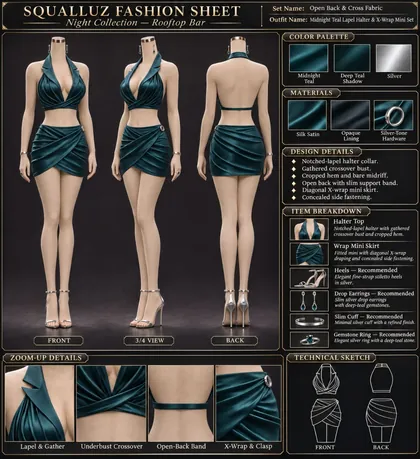 SQUALLUZ FASHION SHEET
Night Collection — Rooftop Bar
Set Name: Open Back & Cross Fabric
Outfit Name: Midnight Teal Lapel Halter & X-Wrap Mini Set
COLOR PALETTE
Midnight Teal
Deep Teal Shadow
Silver
MATERIALS
Silk Satin
Opaque Lining
Silver-Tone Hardware
DESIGN DETAILS
Notched-lapel halter collar.
Gathered crossover bust.
Cropped hem and bare midriff.
Open back with slim support band.
Diagonal X-wrap mini skirt.
Concealed side fastening.
ITEM BREAKDOWN
Halter Top
Notched-lapel halter with gathered
crossover bust and cropped hem.
Wrap Mini Skirt
Fitted mini with diagonal X-wrap
draping and concealed side fastening.
Heels — Recommended
Elegant fine-strap stiletto heels
in silver.
Drop Earrings — Recommended
Slim silver drop earrings
with deep-teal gemstones.
Slim Cuff — Recommended
Minimal silver cuff with a refined finish.
Gemstone Ring — Recommended
Elegant silver ring with a deep-teal stone.
FRONT
3/4 VIEW
BACK
ZOOM-UP DETAILS
Lapel & Gather
Underbust Crossover
Open-Back Band
X-Wrap & Clasp
TECHNICAL SKETCH
FRONT
BACK